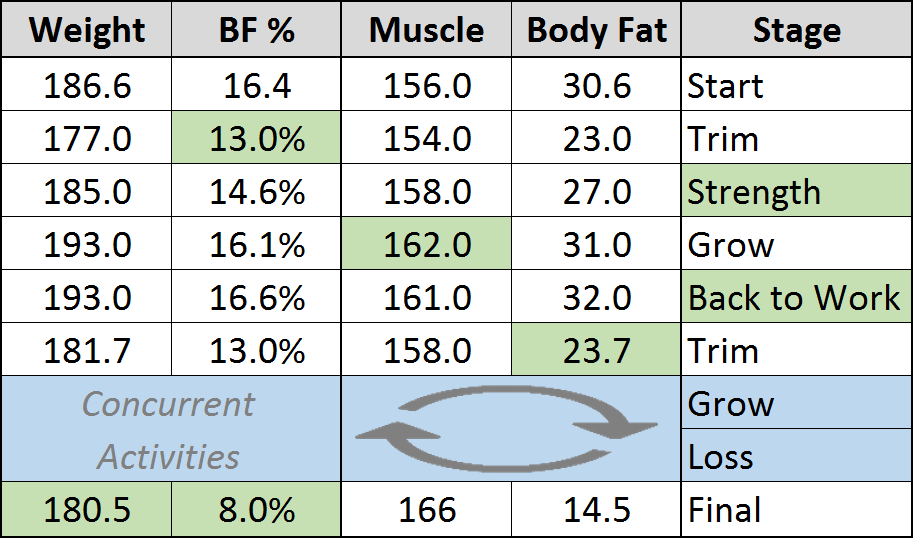 Weight BF % Muscle Body Fat Stage
186.6 16.4 156.0 30.6 Start
177.0 13.0% 154.0 23.0 Trim
185.0 14.6% 158.0 27.0 Strength
193.0 16.1% 162.0 31.0 Grow
193.0 16.6% 161.0 32.0 Back to Work
181.7 13.0% 158.0 23.7 Trim
Concurrent Grow
Activities Loss
180.5 8.0% 166 14.5 Final